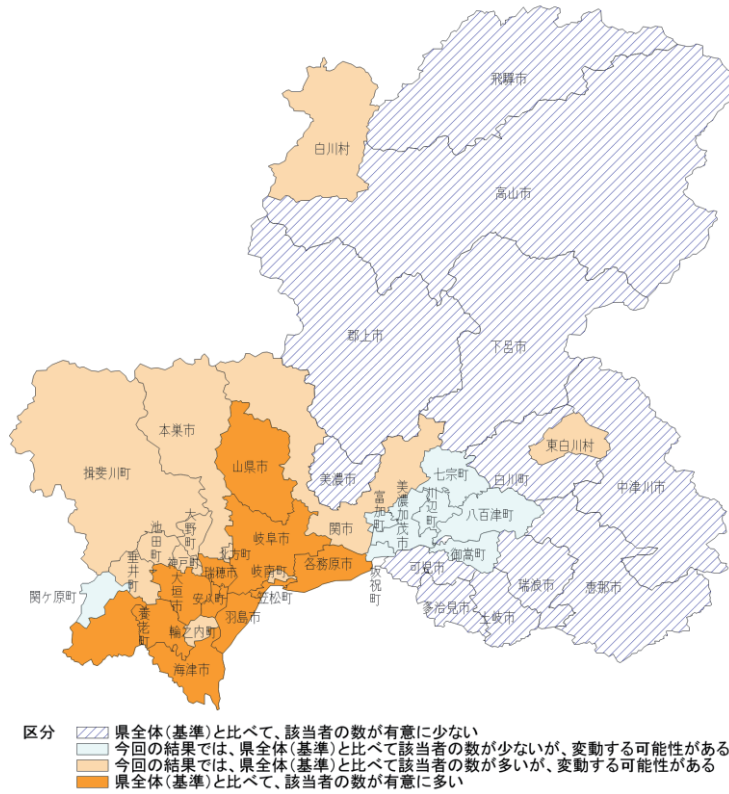 飛騨市
白川村
高山市
郡上市
下呂市
本巣市
山県市
東白川村
揖斐川町
美濃市
七宗町
白川町
中津川市
富加町
美濃加茂市
川辺町
八百津町
大野町
池田町
関市
岐阜市
北方町
御嵩町
垂井町
神戸町
瑞穂市
岐南町
各務原市
可児市
瑞浪市
恵那市
関ケ原町
大垣市
安八町
笠松町
坂祝町
多治見市
土岐市
養老町
輪之内町
羽島市
海津市
区分
県全体(基準)と比べて、該当者の数が有意に少ない
今回の結果では、県全体(基準)と比べて該当者の数が少ないが、変動する可能性がある
今回の結果では、県全体(基準)と比べて該当者の数が多いが、変動する可能性がある
県全体(基準)と比べて、該当者の数が有意に多い